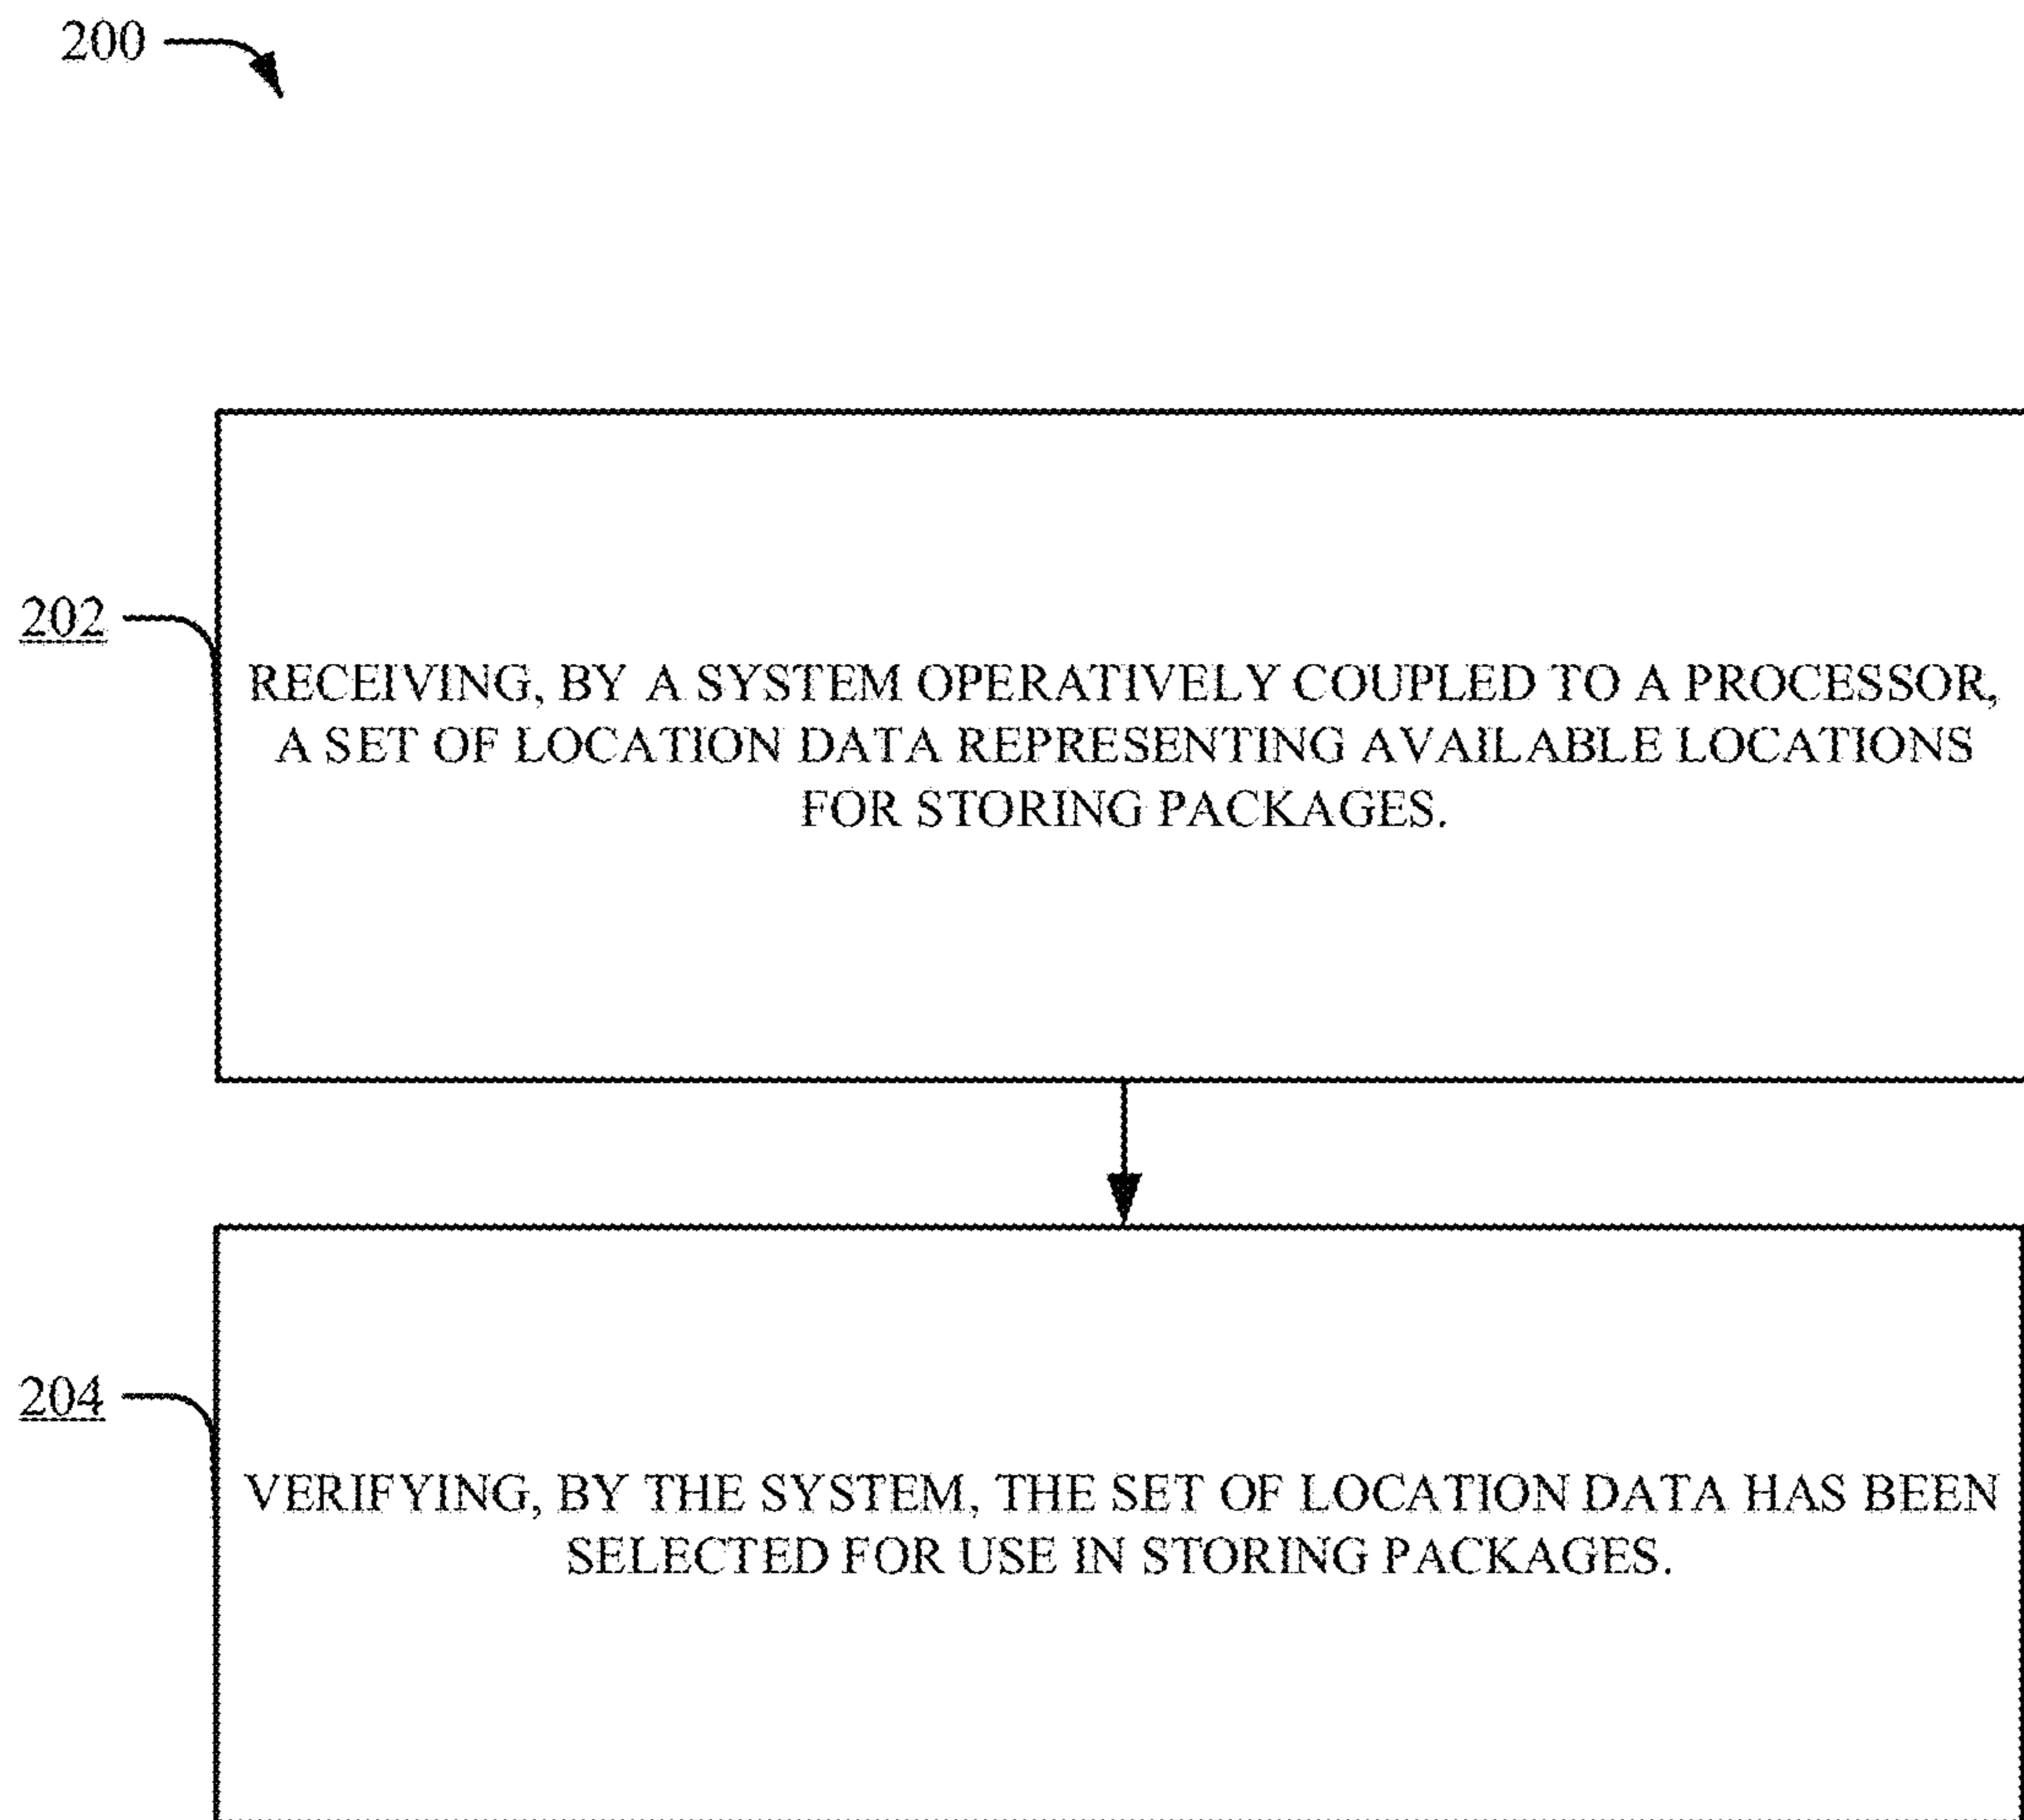 200
202
RECEIVING, BY A SYSTEM OPERATIVELY COUPLED TO A PROCESSOR,
A SET OF LOCATION DATA REPRESENTING AVAILABLE LOCATIONS
FOR STORING PACKAGES.
204
VERIFYING, BY THE SYSTEM, THE SET OF LOCATION DATA HAS BEEN
SELECTED FOR USE IN STORING PACKAGES.